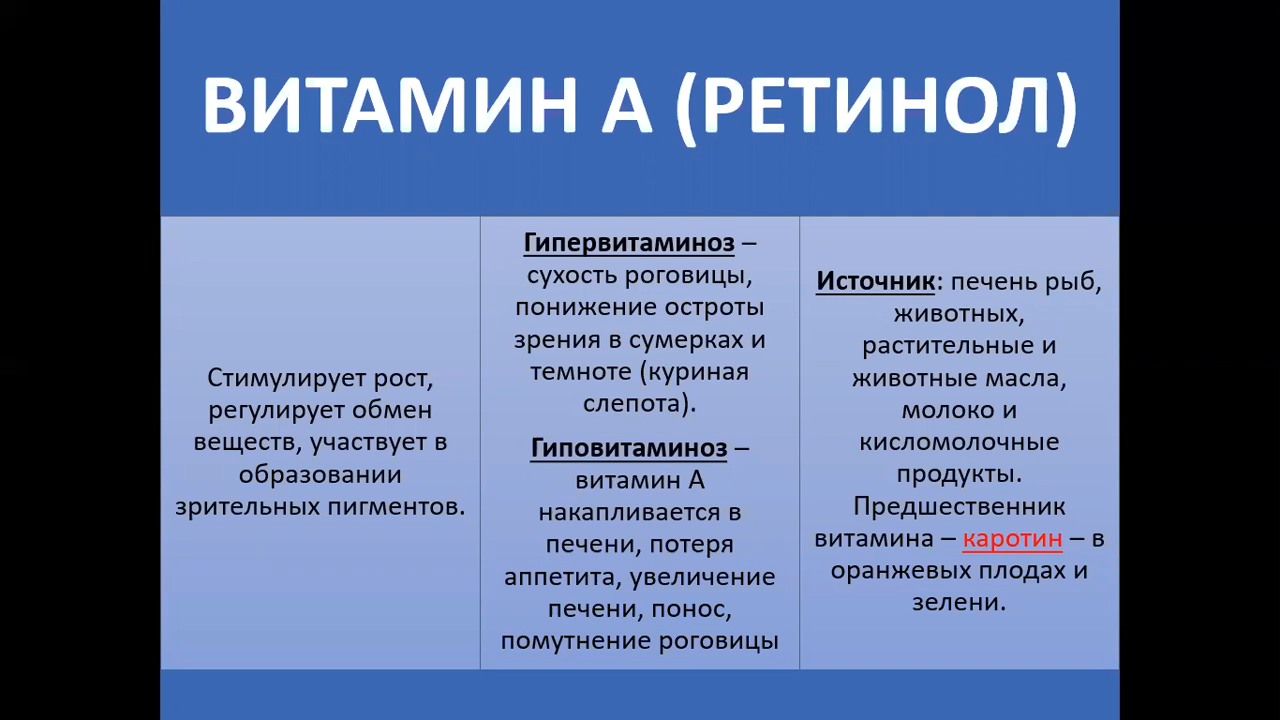 ВИТАМИН А (РЕТИНОЛ)
Стимулирует рост,
регулирует обмен
веществ, участвует в
образовании
зрительных пигментов.
Гипервитаминоз –
сухость роговицы,
понижение остроты
зрения в сумерках и
темноте (куриная
слепота).
Гиповитаминоз –
витамин А
накапливается в
печени, потеря
аппетита, увеличение
печени, понос,
помутнение роговицы
Источник: печень рыб,
животных,
растительные и
животные масла,
молоко и
кисломолочные
продукты.
Предшественник
витамина – каротин – в
оранжевых плодах и
зелени.